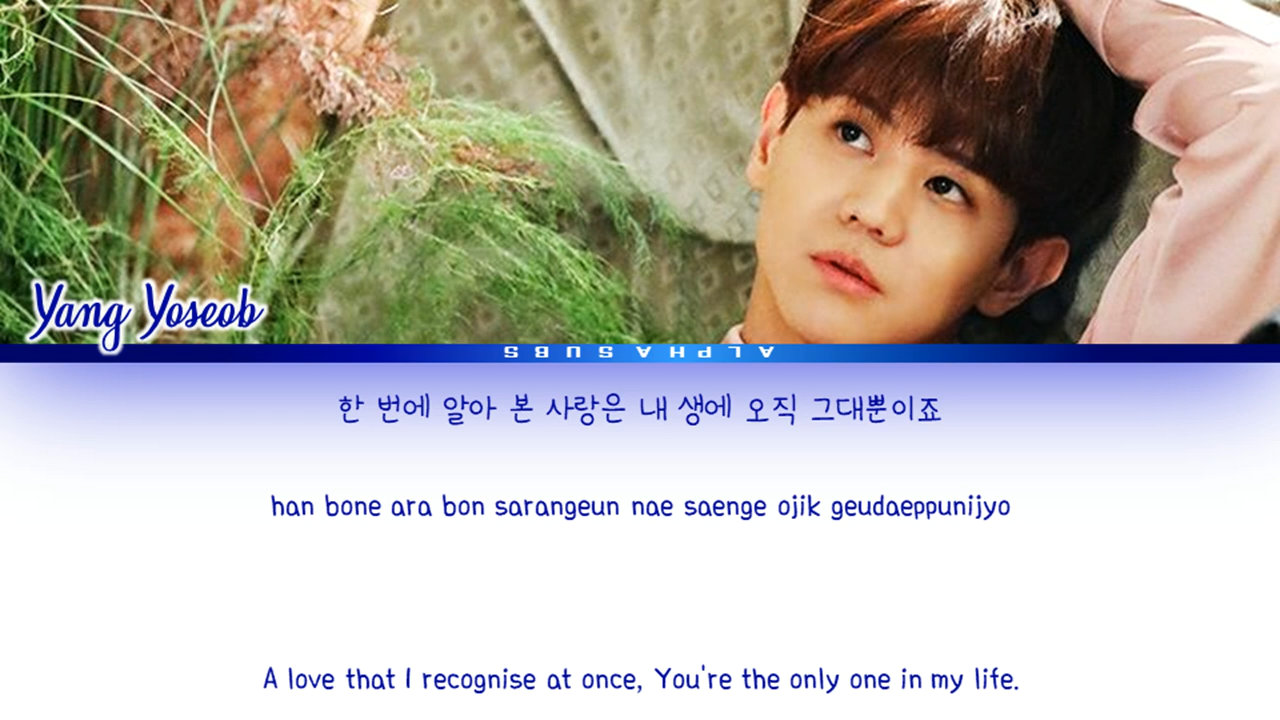 Yang Yoseob
ALPHA SUBS
한 번에 알아 본 사랑은 내 생에 오직 그대뿐이죠
han bone ara bon sarangeun nae saenge ojik geudaeppunijyo
A love that I recognise at once, You're the only one in my life.